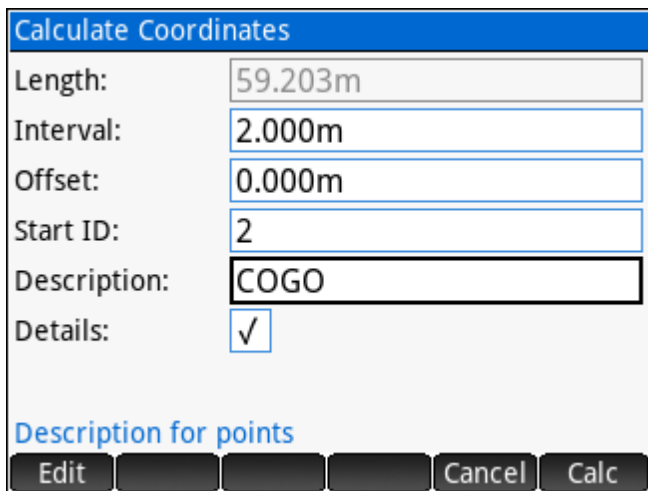 Calculate Coordinates
Length: 59.203m
Interval: 2.000m
Offset: 0.000m
Start ID: 2
Description: COGO
Details: √
Description for points
Edit Cancel Calc